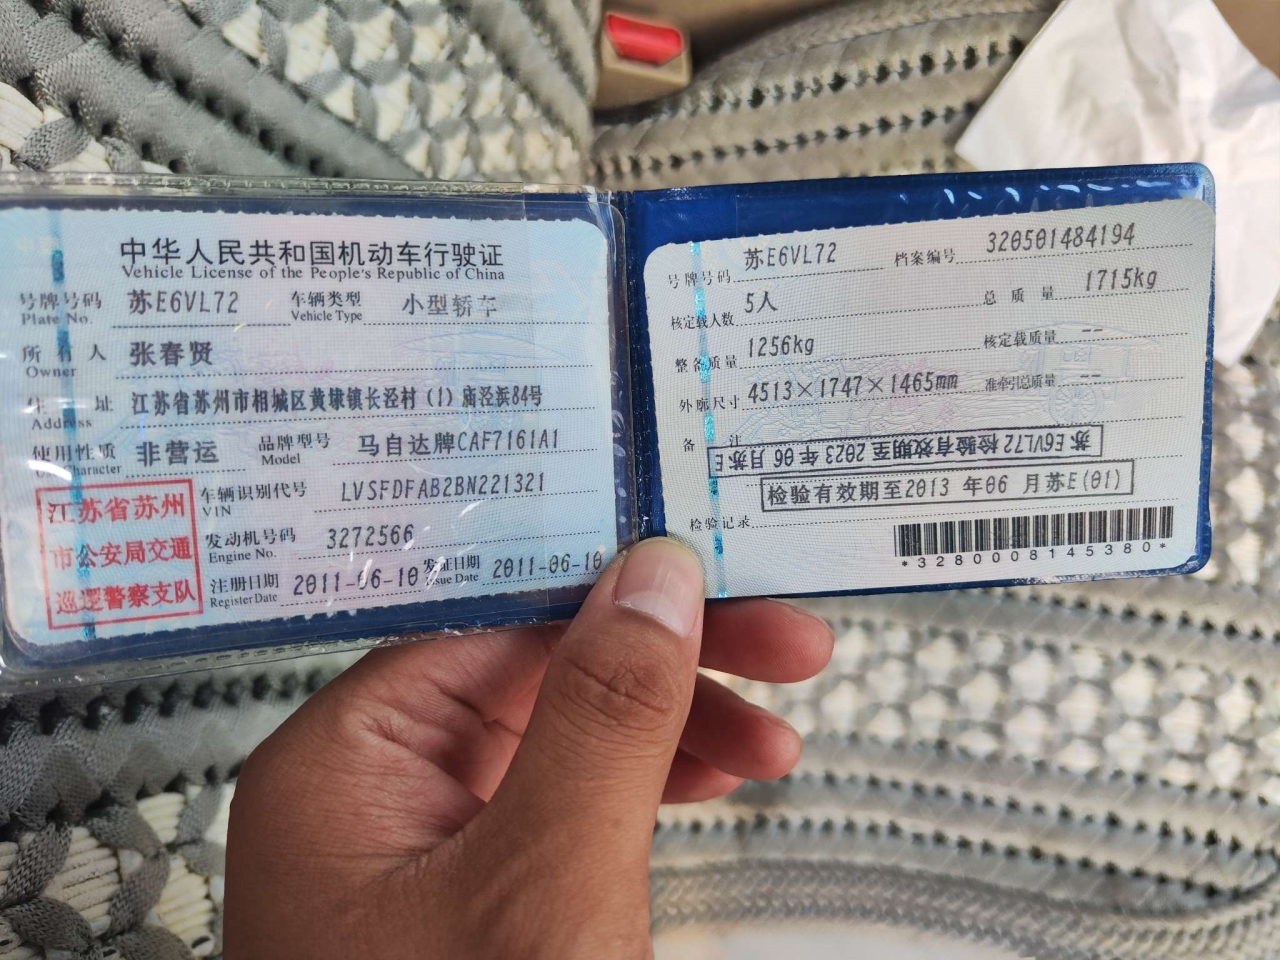 中华人民共和国机动车行驶证
Vehicle License of the People's Republic of China
号牌号码 苏E6VL72 车辆类型 小型轿车
Plate No. Vehicle Type
所有人 张春贤
Owner
住址 江苏省苏州市相城区黄埭镇长泾村(1)庙泾浜84号
Address
使用性质 非营运 品牌型号 马自达牌CAF7161A1
Use Character Model
江苏省苏州
市公安局交通
巡逻警察支队
车辆识别代号 LVSFDFAB2BN221321
VIN
发动机号码 3272566
Engine No.
注册日期 2011-06-10 发证日期 2011-06-10
Register Date Issue Date
号牌号码 苏E6VL72 档案编号 320501484194
核定载人数 5人 总质量 1715kg
整备质量 1256kg 核定载质量 --
外廓尺寸 4513×1747×1465mm 准牵引总质量 --
备注
苏E6VL72 检验有效期至 2023 年 06 月苏E
检验有效期至2013 年06 月苏E(01)
检验记录
*3280008145380*